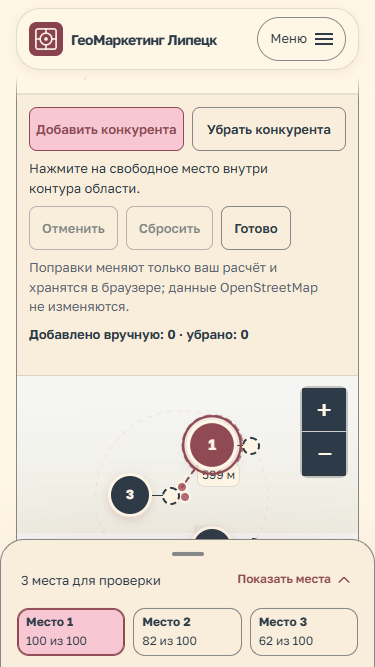 ГеоМаркетинг Липецк
Меню
Добавить конкурента
Убрать конкурента
Нажмите на свободное место внутри
контура области.
Отменить
Сбросить
Готово
Поправки меняют только ваш расчёт и
хранятся в браузере; данные OpenStreetMap
не изменяются.
Добавлено вручную: 0 · убрано: 0
+
−
1
599 м
3
3 места для проверки
Показать места
Место 1
100 из 100
Место 2
82 из 100
Место 3
62 из 100